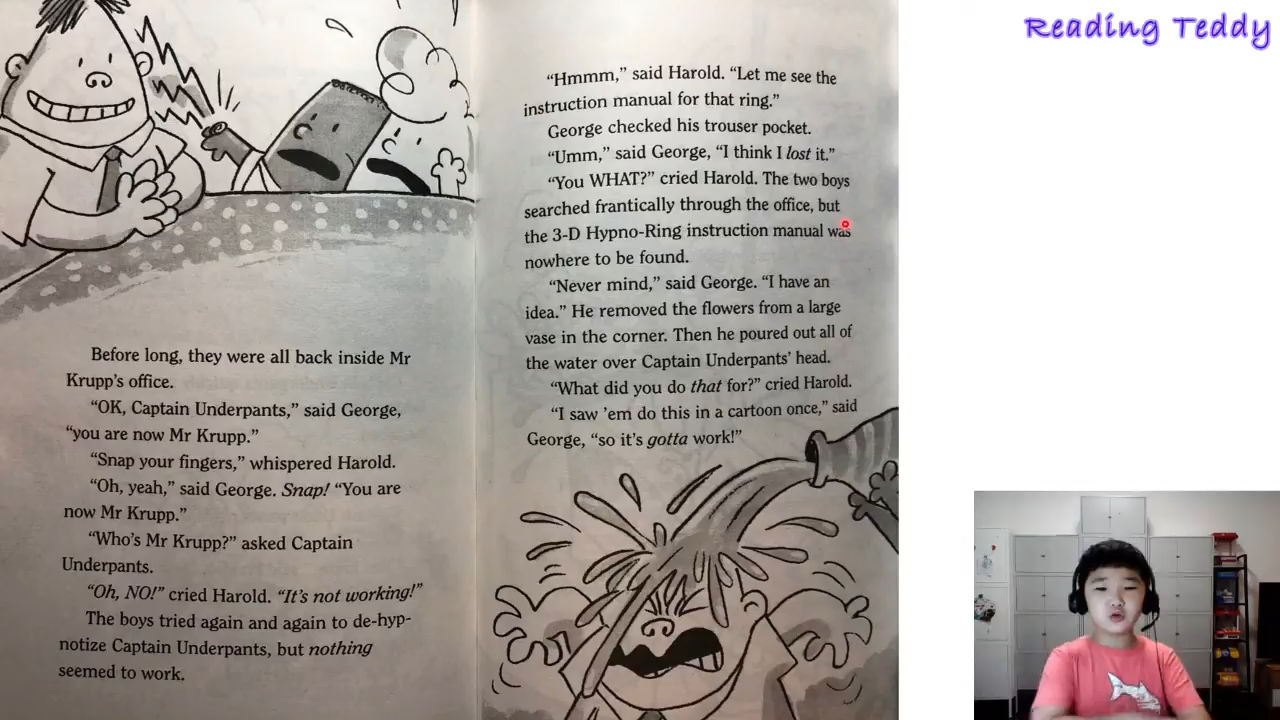 Reading Teddy
Before long, they were all back inside Mr
Krupp's office.
“OK, Captain Underpants,” said George,
“you are now Mr Krupp.”
“Snap your fingers,” whispered Harold.
“Oh, yeah,” said George. Snap! “You are
now Mr Krupp.”
“Who's Mr Krupp?” asked Captain
Underpants.
“Oh, NO!” cried Harold. “It's not working!”
The boys tried again and again to de-hyp-
notize Captain Underpants, but nothing
seemed to work.
“Hmmm,” said Harold. “Let me see the
instruction manual for that ring.”
George checked his trouser pocket.
“Umm,” said George, “I think I lost it.”
“You WHAT?” cried Harold. The two boys
searched frantically through the office, but
the 3-D Hypno-Ring instruction manual was
nowhere to be found.
“Never mind,” said George. “I have an
idea.” He removed the flowers from a large
vase in the corner. Then he poured out all of
the water over Captain Underpants' head.
“What did you do that for?” cried Harold.
“I saw 'em do this in a cartoon once,” said
George, “so it's gotta work!”